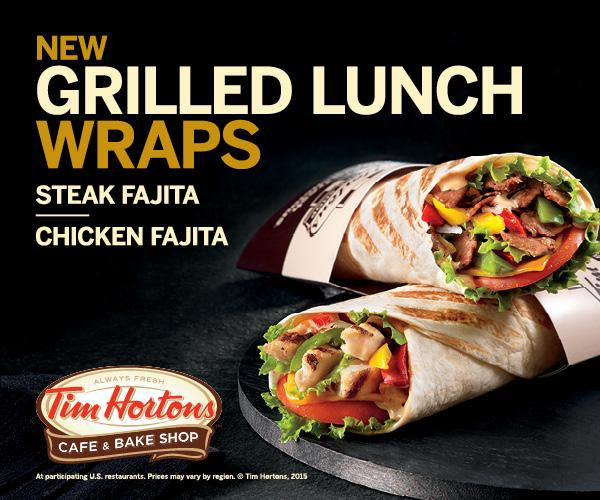 NEW
GRILLED LUNCH
WRAPS
STEAK FAJITA
CHICKEN FAJITA
ALWAYS FRESH
Tim Hortons
CAFE & BAKE SHOP
At participating U.S. restaurants. Prices may vary by region. © Tim Hortons, 2015